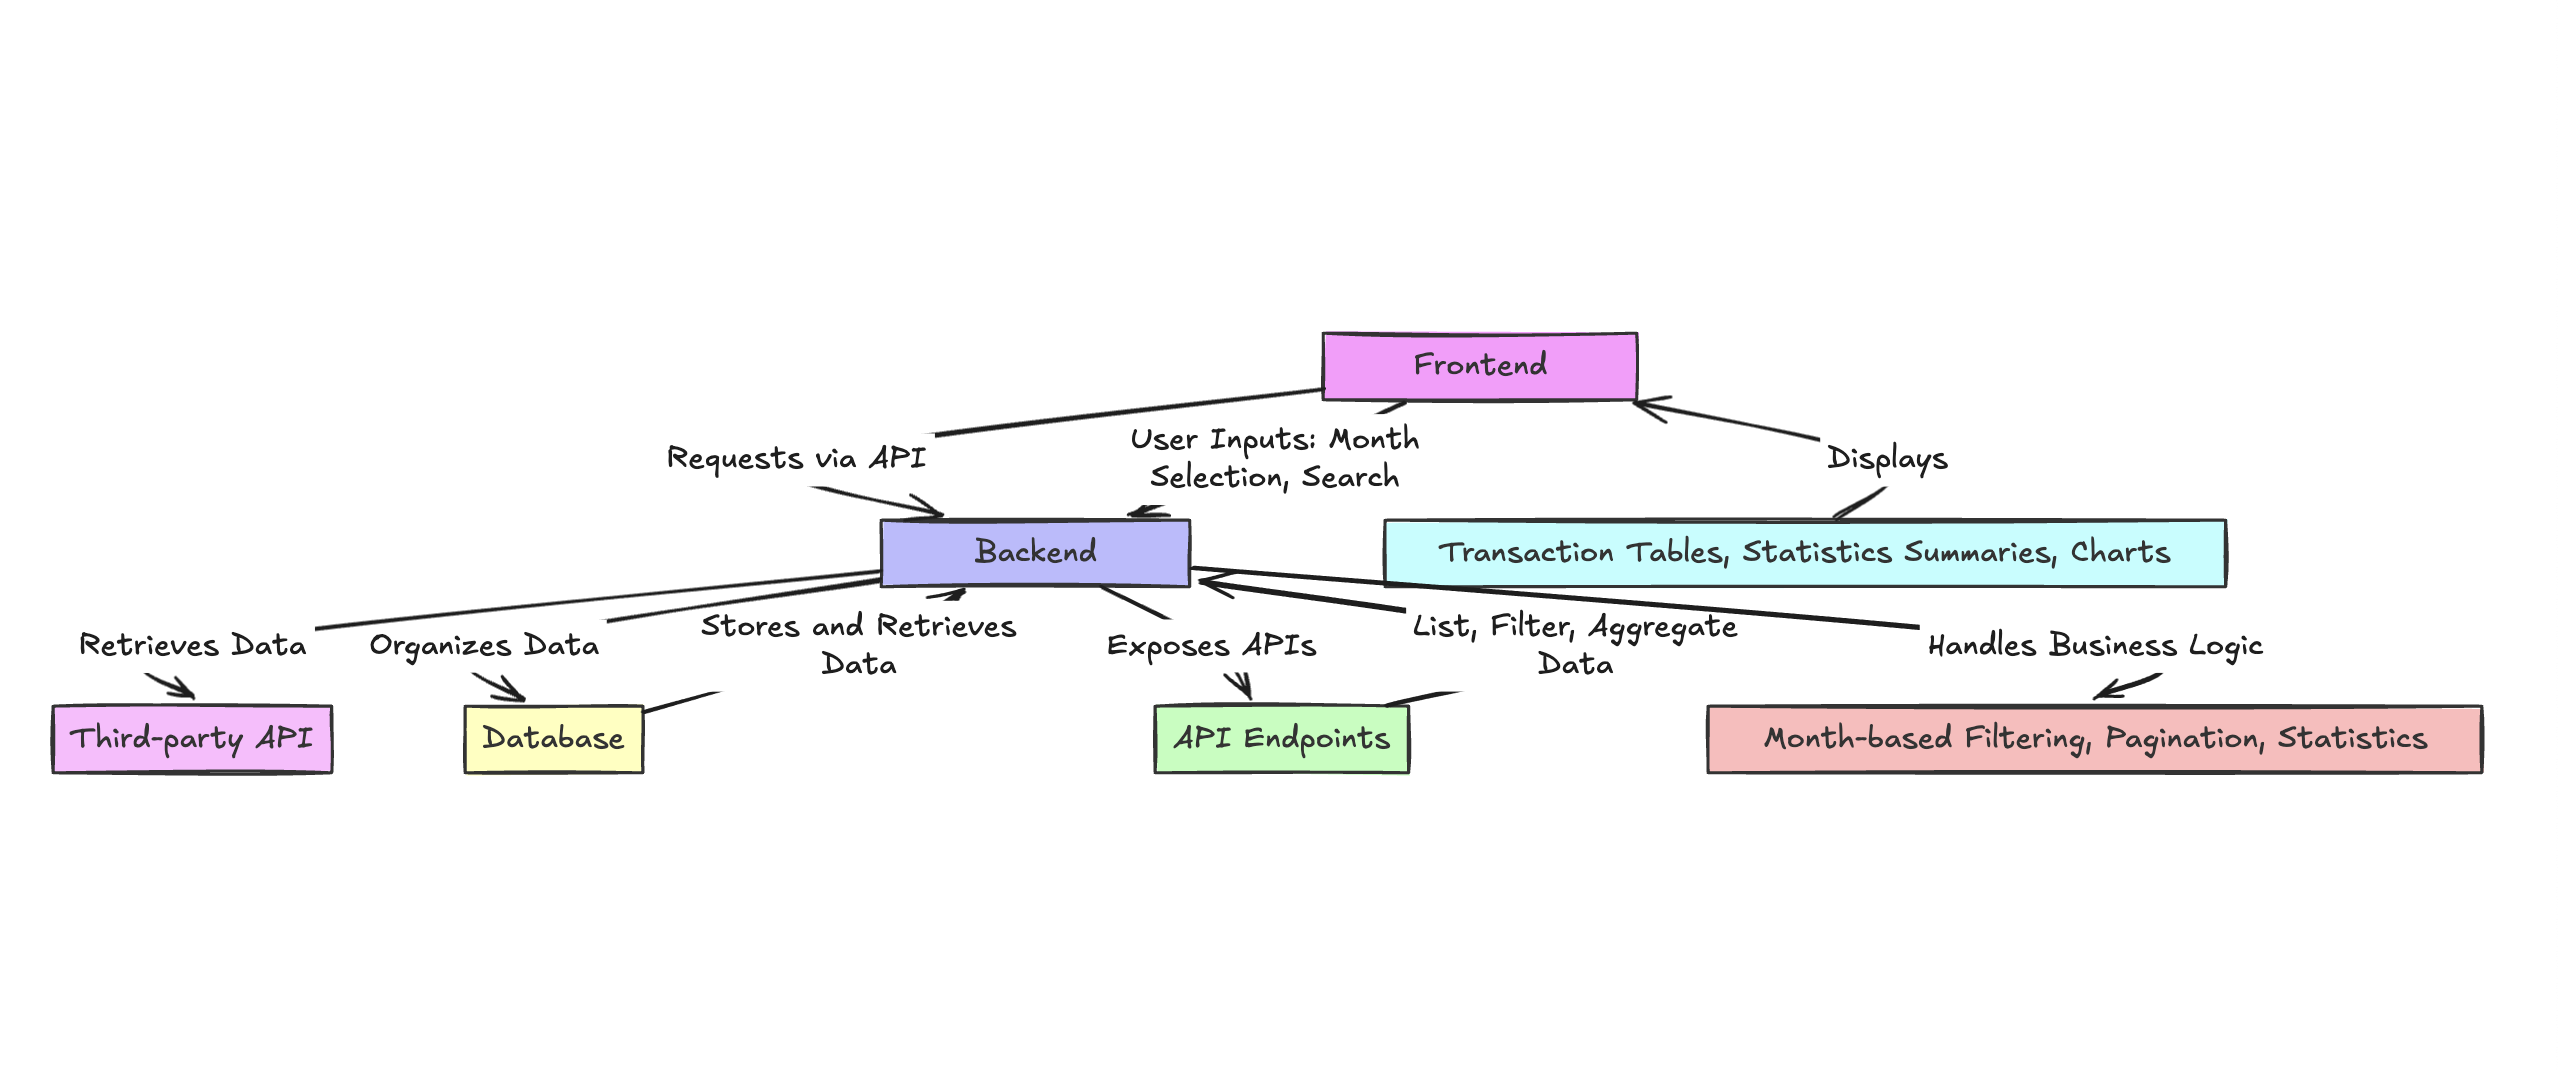 Frontend
Requests via API
User Inputs: Month
Selection, Search
Displays
Backend
Transaction Tables, Statistics Summaries, Charts
Retrieves Data
Organizes Data
Stores and Retrieves
Data
Exposes APIs
List, Filter, Aggregate
Data
Handles Business Logic
Third-party API
Database
API Endpoints
Month-based Filtering, Pagination, Statistics